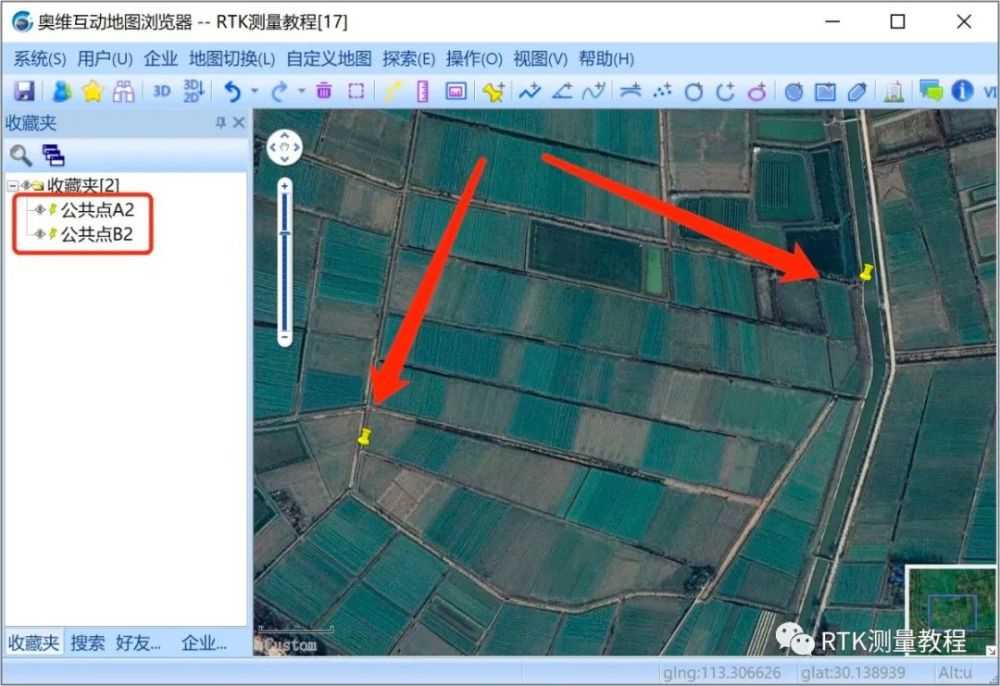 奥维互动地图浏览器 -- RTK测量教程[17]
系统(S) 用户(U) 企业 地图切换(L) 自定义地图 探索(E) 操作(O) 视图(V) 帮助(H)
3D 3D 2D VI
收藏夹
收藏夹[2]
公共点A2
公共点B2
Custom
RTK测量教程
收藏夹 搜索 好友... 企业...
glng:113.306626 glat:30.138939 Alt:u